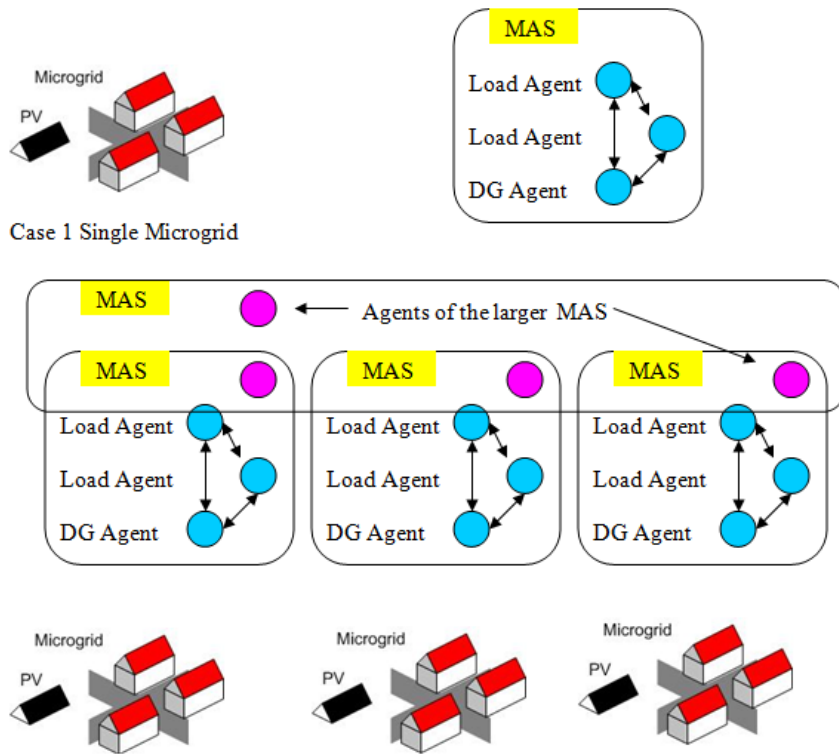 MAS
Microgrid
PV
Load Agent
Load Agent
DG Agent
Case 1 Single Microgrid
MAS
Agents of the larger MAS
MAS
MAS
MAS
Load Agent
Load Agent
Load Agent
Load Agent
Load Agent
Load Agent
DG Agent
DG Agent
DG Agent
Microgrid
Microgrid
Microgrid
PV
PV
PV